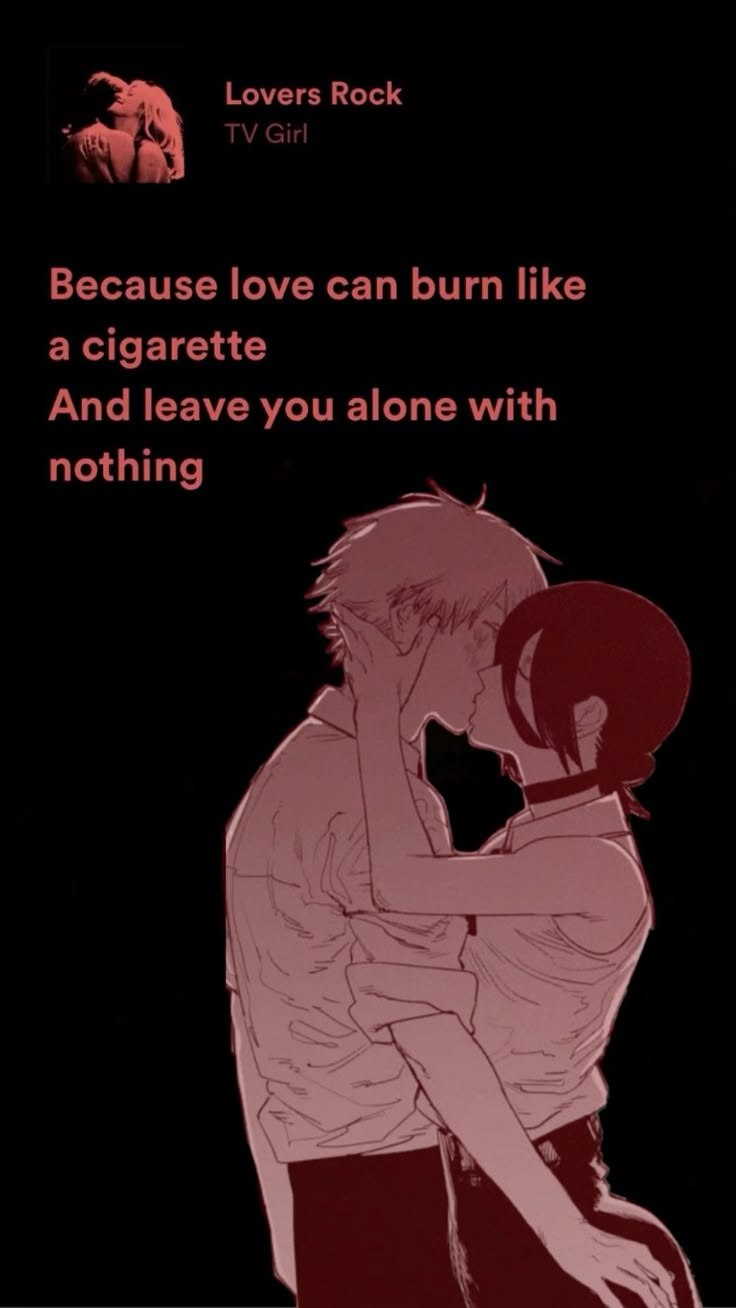 Lovers Rock
TV Girl
Because love can burn like
a cigarette
And leave you alone with
nothing